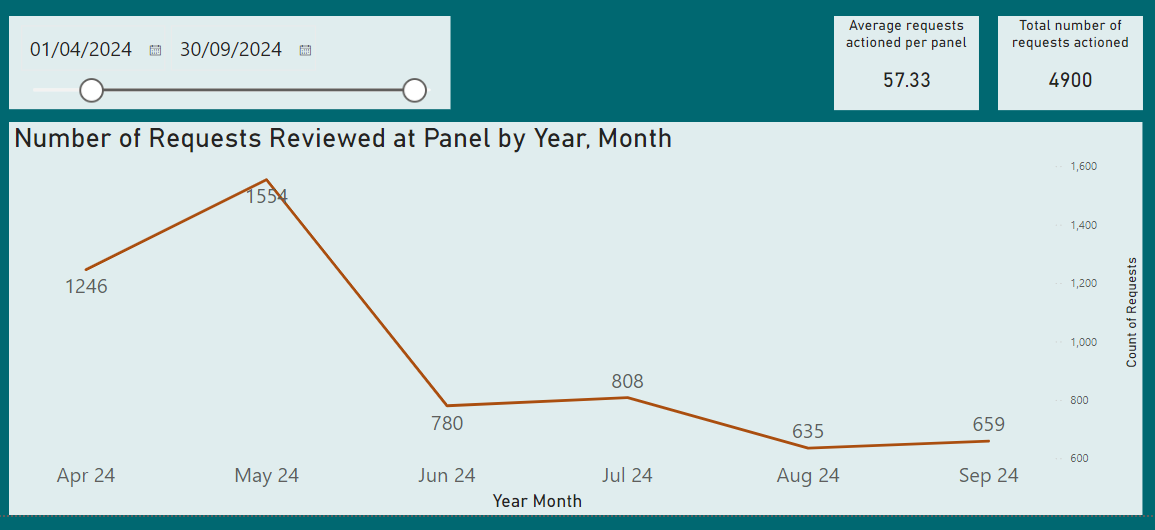 01/04/2024 30/09/2024
Average requests
actioned per panel
57.33
Total number of
requests actioned
4900
Number of Requests Reviewed at Panel by Year, Month
1,600
1,400
1,200
1,000
800
600
Count of Requests
1246
1554
780
808
635
659
Apr 24 May 24 Jun 24 Jul 24 Aug 24 Sep 24
Year Month